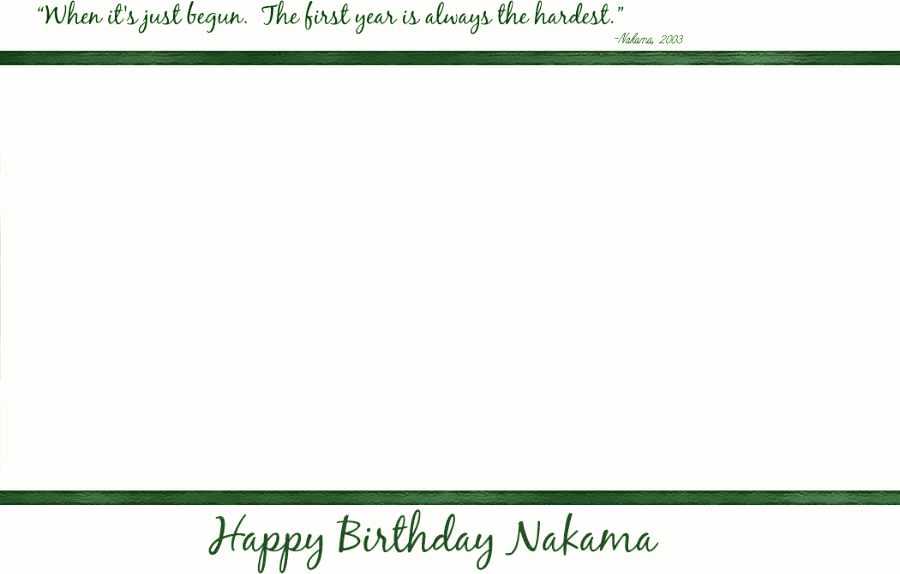 “When it's just begun. The first year is always the hardest.”
-Nakama, 2003
Happy Birthday Nakama